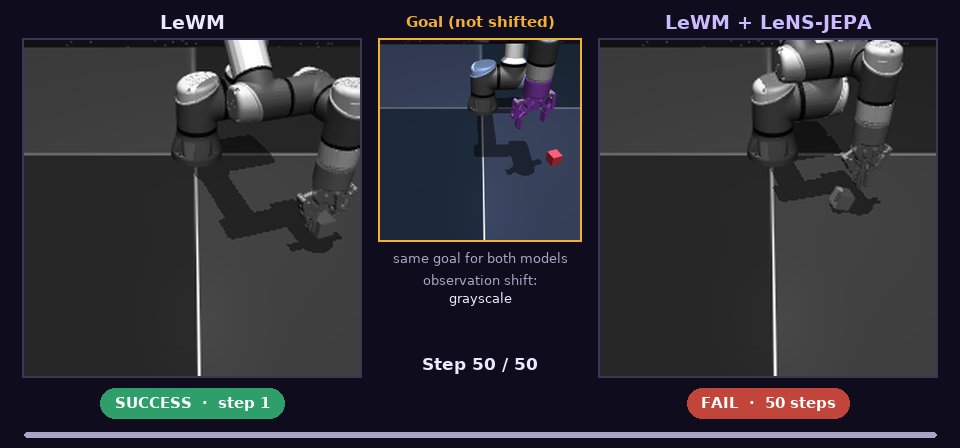 LeWM
Goal (not shifted)
LeWM + LeNS-JEPA
same goal for both models
observation shift:
grayscale
Step 50 / 50
SUCCESS · step 1
FAIL · 50 steps